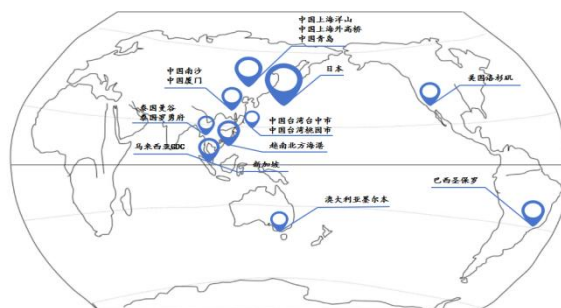 中国上海洋山
中国上海外高桥
中国青岛
日本
中国南沙
中国厦门
美国洛杉矶
泰国曼谷
泰国罗勇府
中国台湾台中市
中国台湾桃园市
马来西亚GDC
越南北方海港
新加坡
巴西圣保罗
澳大利亚墨尔本